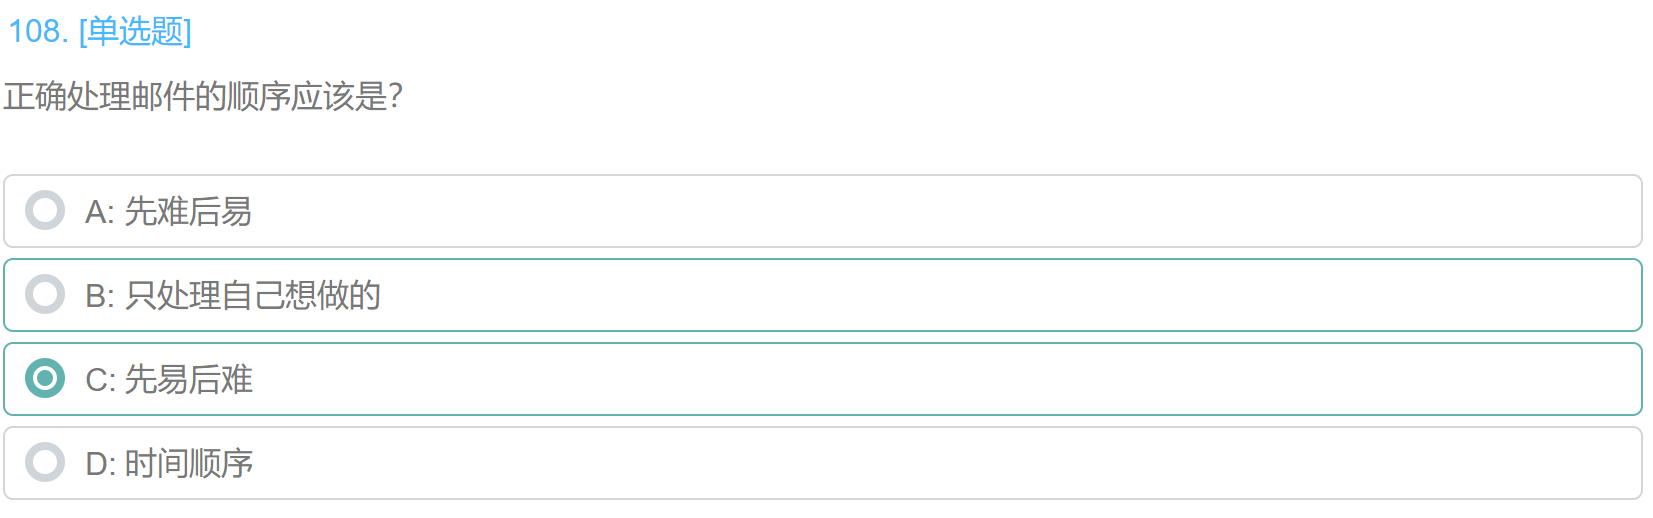 108. [单选题]
正确处理邮件的顺序应该是？
A: 先难后易
B: 只处理自己想做的
C: 先易后难
D: 时间顺序